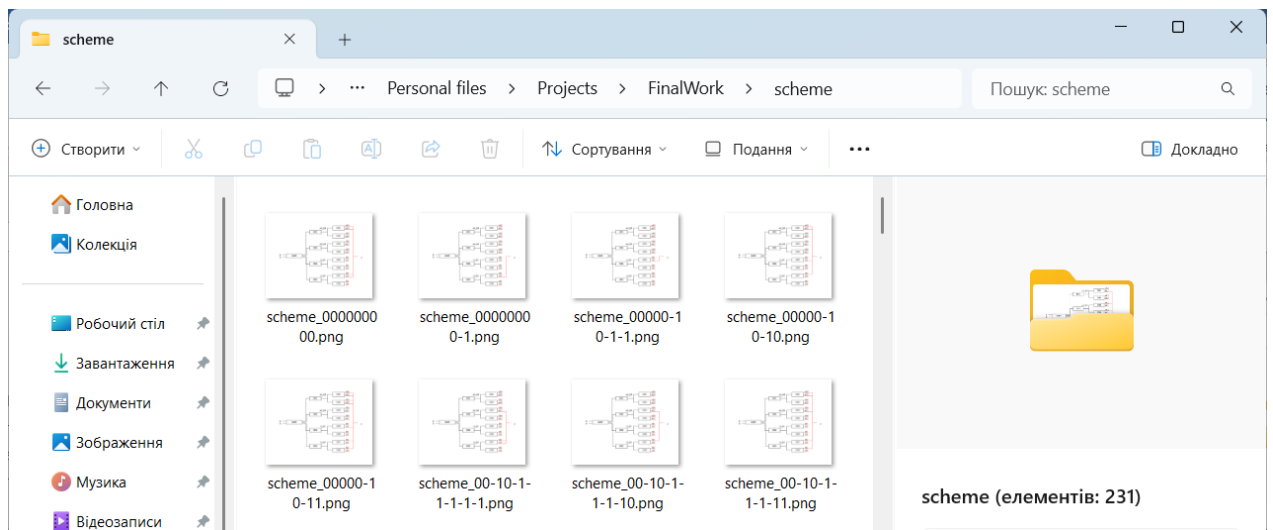 scheme
Personal files > Projects > FinalWork > scheme
Пошук: scheme
Створити
Сортування
Подання
Докладно
Головна
Колекція
Робочий стіл
Завантаження
Документи
Зображення
Музика
Відеозаписи
scheme_0000000
00.png
scheme_0000000
0-1.png
scheme_00000-1
0-1-1.png
scheme_00000-1
0-10.png
scheme_00000-1
0-11.png
scheme_00-10-1-
1-1-1-1.png
scheme_00-10-1-
1-1-10.png
scheme_00-10-1-
1-1-11.png
scheme (елементів: 231)